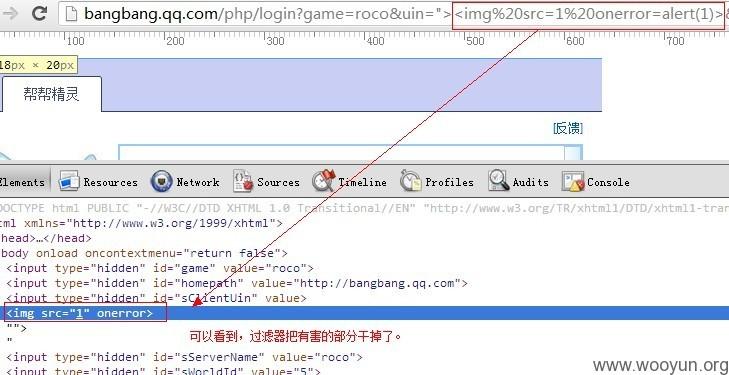 bangbang.qq.com/php/login?game=roco&uin="><img%20src=1%20onerror=alert(1)>&
100 200 300 400 500 600 700
18px × 20px
帮帮精灵
[反馈]
Elements Resources Network Sources Timeline Profiles Audits Console
DOCTYPE html PUBLIC "-//W3C//DTD XHTML 1.0 Transitional//EN" "http://www.w3.org/TR/xhtml1/DTD/xhtml1-tran
tml xmlns="http://www.w3.org/1999/xhtml">
head>…</head>
body onload oncontextmenu="return false">
<input type="hidden" id="game" value="roco">
<input type="hidden" id="homepath" value="http://bangbang.qq.com">
<input type="hidden" id="sClientUin" value>
<img src="1" onerror>
"">
"
可以看到，过滤器把有害的部分干掉了。
<input type="hidden" id="sServerName" value="roco">
<input type="hidden" id="sWorldId" value="5">
www.wooyun.org